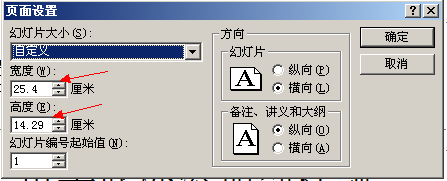 页面设置
幻灯片大小(S):
自定义
宽度(W):
25.4 厘米
高度(E):
14.29 厘米
幻灯片编号起始值(N):
1
方向
幻灯片
A
纵向(P)
横向(L)
备注、讲义和大纲
A
纵向(O)
横向(A)
确定
取消